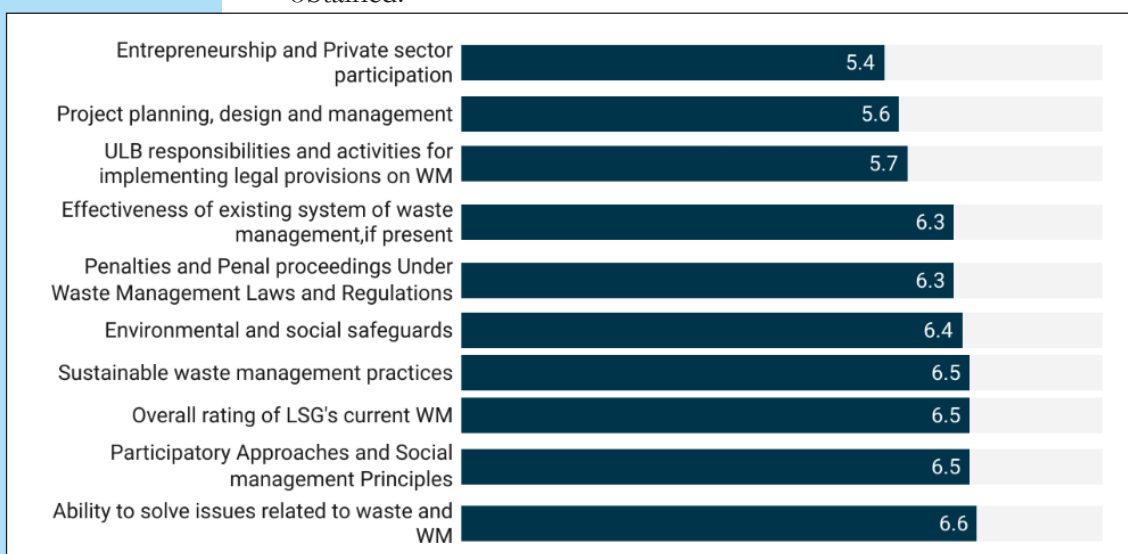 obtained.
Entrepreneurship and Private sector
participation
5.4
Project planning, design and management
5.6
ULB responsibilities and activities for
implementing legal provisions on WM
5.7
Effectiveness of existing system of waste
management,if present
6.3
Penalties and Penal proceedings Under
Waste Management Laws and Regulations
6.3
Environmental and social safeguards
6.4
Sustainable waste management practices
6.5
Overall rating of LSG's current WM
6.5
Participatory Approaches and Social
management Principles
6.5
Ability to solve issues related to waste and
WM
6.6